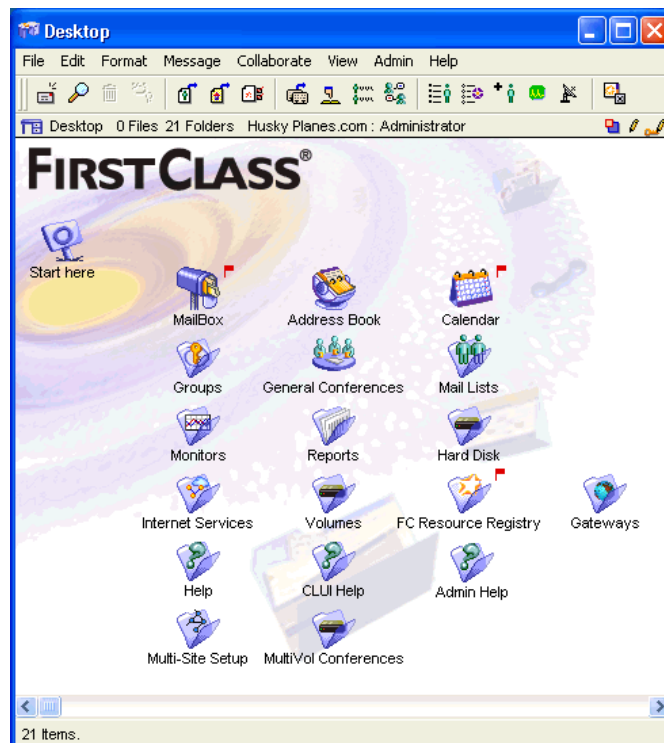 Desktop
File Edit Format Message Collaborate View Admin Help
Desktop 0 Files 21 Folders Husky Planes.com : Administrator
FIRSTCLASS®
Start here
MailBox Address Book Calendar
Groups General Conferences Mail Lists
Monitors Reports Hard Disk
Internet Services Volumes FC Resource Registry Gateways
Help CLUI Help Admin Help
Multi-Site Setup MultiVol Conferences
21 Items.